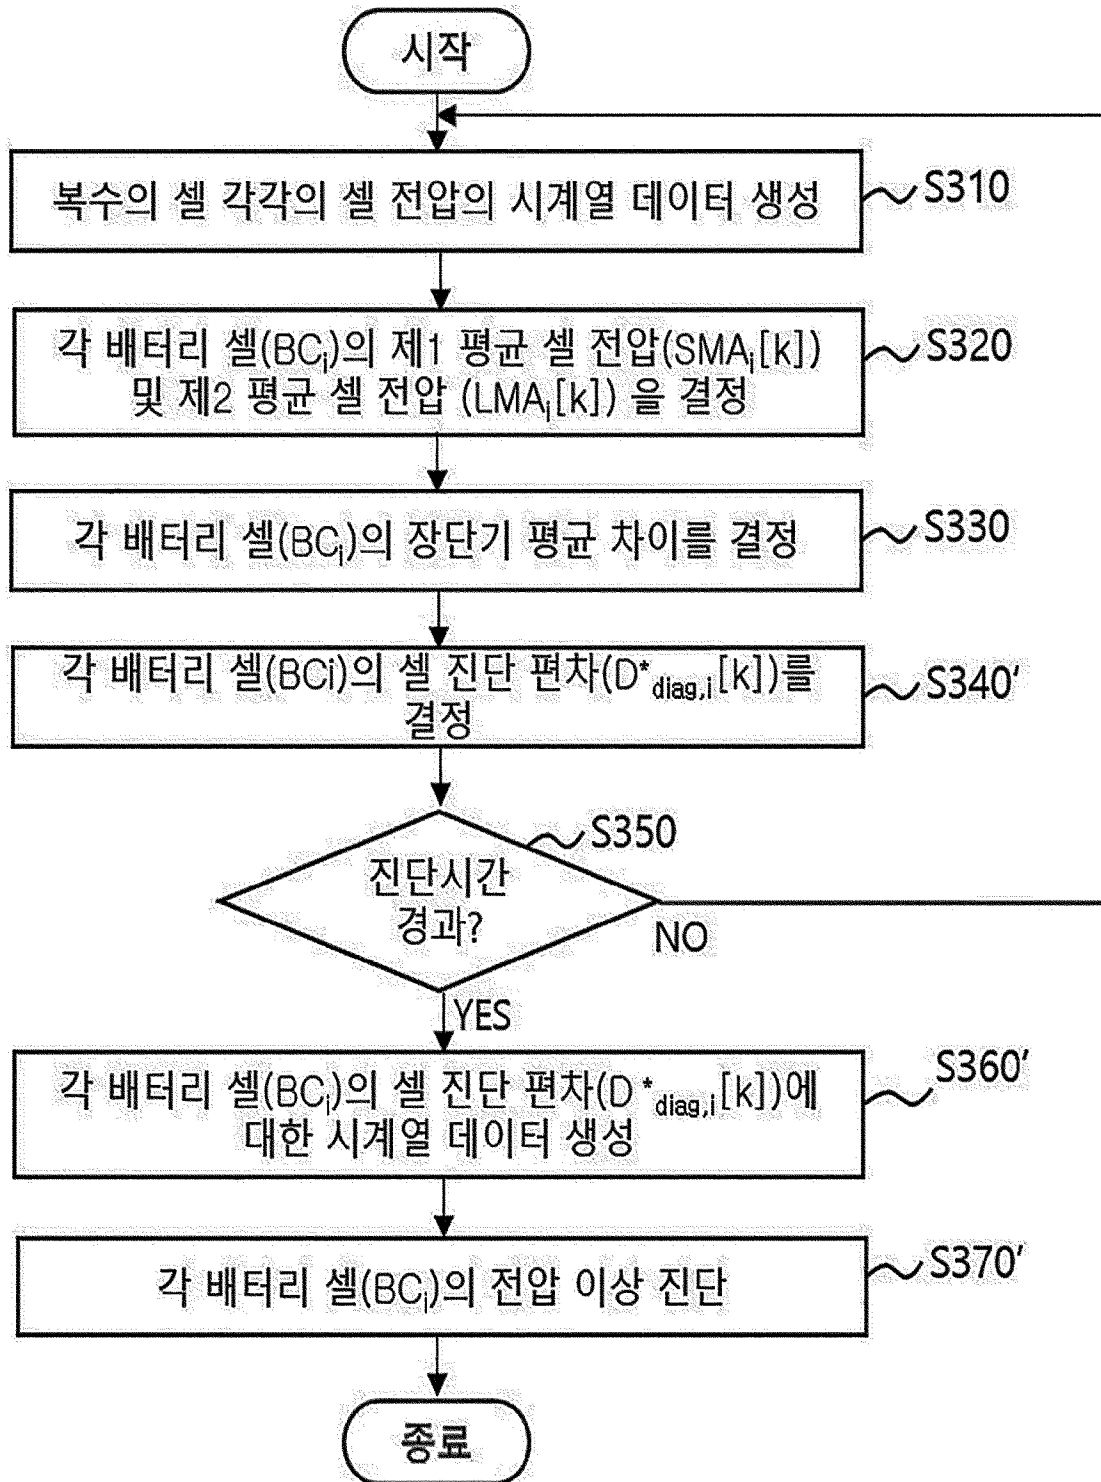 시작
복수의 셀 각각의 셀 전압의 시계열 데이터 생성
S310
각 배터리 셀(BCi)의 제1 평균 셀 전압(SMAi[k])
및 제2 평균 셀 전압 (LMAi[k]) 을 결정
S320
각 배터리 셀(BCi)의 장단기 평균 차이를 결정
S330
각 배터리 셀(BCi)의 셀 진단 편차(D*diag,i[k])를
결정
S340'
S350
진단시간
경과?
NO
YES
각 배터리 셀(BCi)의 셀 진단 편차(D*diag,i[k])에
대한 시계열 데이터 생성
S360'
각 배터리 셀(BCi)의 전압 이상 진단
S370'
종료